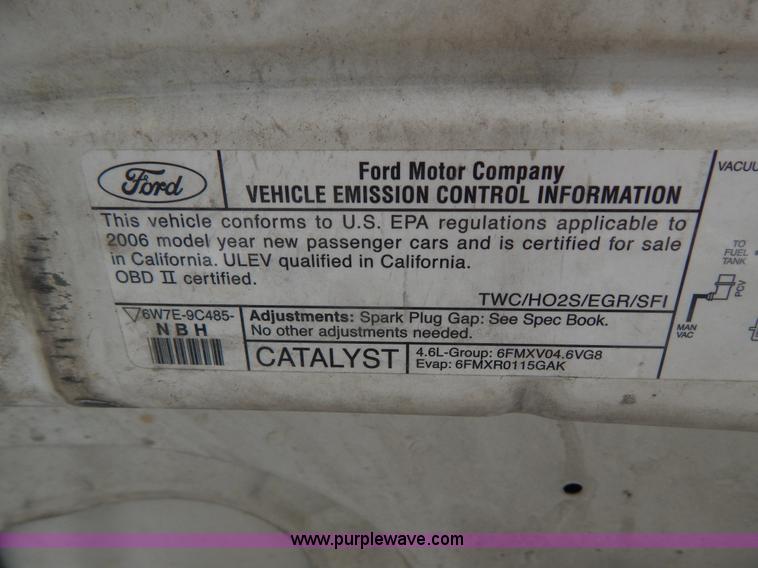 Ford
Ford Motor Company
VEHICLE EMISSION CONTROL INFORMATION
This vehicle conforms to U.S. EPA regulations applicable to
2006 model year new passenger cars and is certified for sale
in California. ULEV qualified in California.
OBD II certified.
TWC/HO2S/EGR/SFI
6W7E-9C485-
NBH
Adjustments: Spark Plug Gap: See Spec Book.
No other adjustments needed.
CATALYST
4.6L-Group: 6FMXV04.6VG8
Evap: 6FMXR0115GAK
VACUU
TO
FUEL
TANK
PCV
MAN
VAC
www.purplewave.com